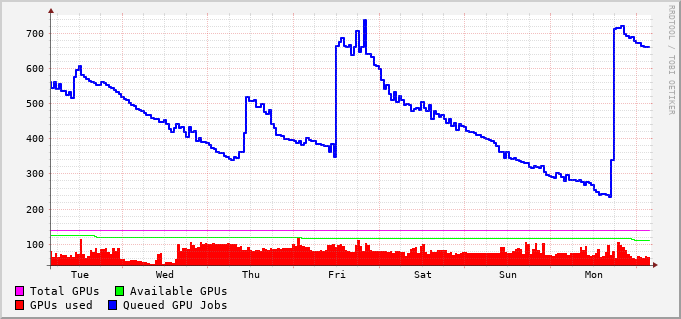 700
600
500
400
300
200
100
Tue Wed Thu Fri Sat Sun Mon
Total GPUs Available GPUs
GPUs used Queued GPU Jobs
RRDTOOL / TOBI OETIKER